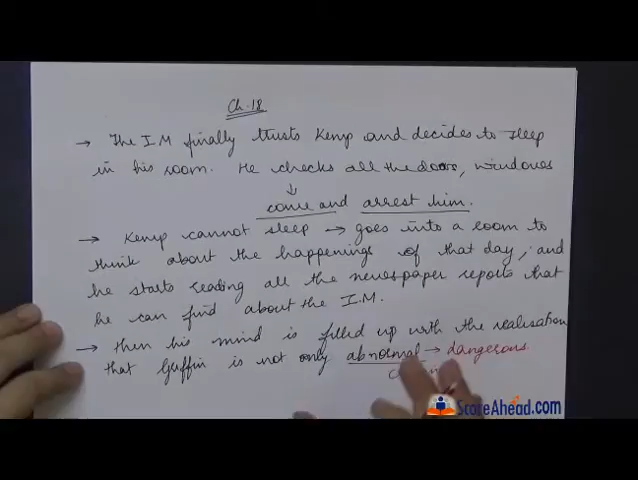 Ch.18
→ The I.M finally trusts Kemp and decides to sleep
in his room. He checks all the doors, windows
↓
come and arrest him.
→ Kemp cannot sleep → goes into a room to
think about the happenings of that day, and
he starts reading all the newspaper reports that
he can find about the I.M.
→ Then his mind is filled up with the realisation
that Griffin is not only abnormal → dangerous
ScoreAhead.com